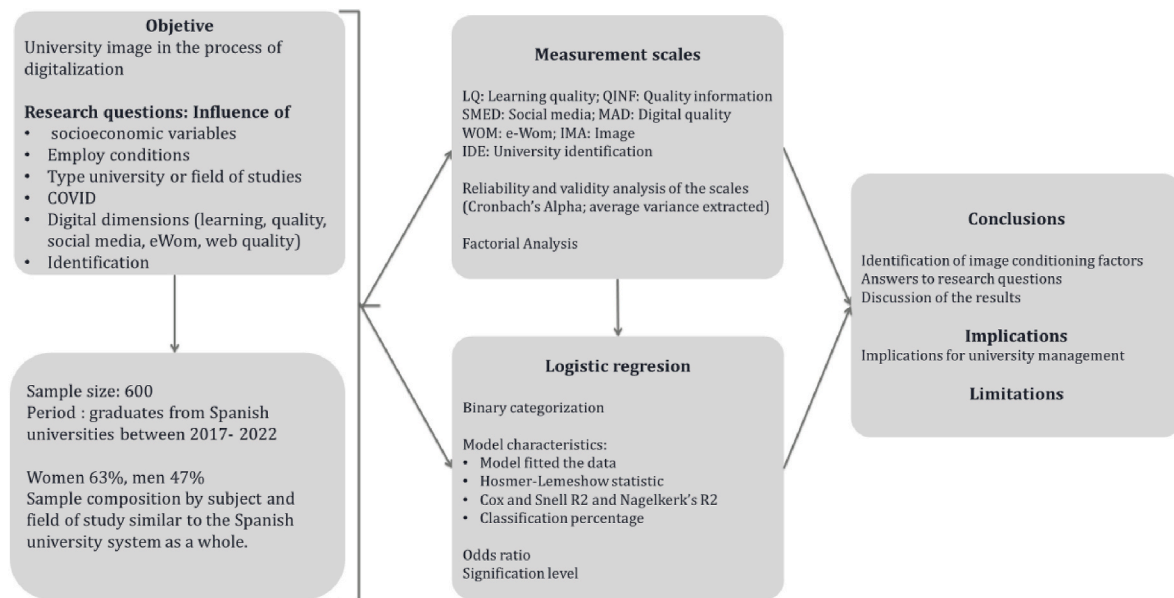 Objetive
University image in the process of
digitalization
Research questions: Influence of
• socioeconomic variables
• Employ conditions
• Type university or field of studies
• COVID
• Digital dimensions (learning, quality,
social media, eWom, web quality)
• Identification
Sample size: 600
Period : graduates from Spanish
universities between 2017- 2022
Women 63%, men 47%
Sample composition by subject and
field of study similar to the Spanish
university system as a whole.
Measurement scales
LQ: Learning quality; QINF: Quality information
SMED: Social media; MAD: Digital quality
WOM: e-Wom; IMA: Image
IDE: University identification
Reliability and validity analysis of the scales
(Cronbach's Alpha; average variance extracted)
Factorial Analysis
Logistic regresion
Binary categorization
Model characteristics:
• Model fitted the data
• Hosmer-Lemeshow statistic
• Cox and Snell R2 and Nagelkerk's R2
• Classification percentage
Odds ratio
Signification level
Conclusions
Identification of image conditioning factors
Answers to research questions
Discussion of the results
Implications
Implications for university management
Limitations